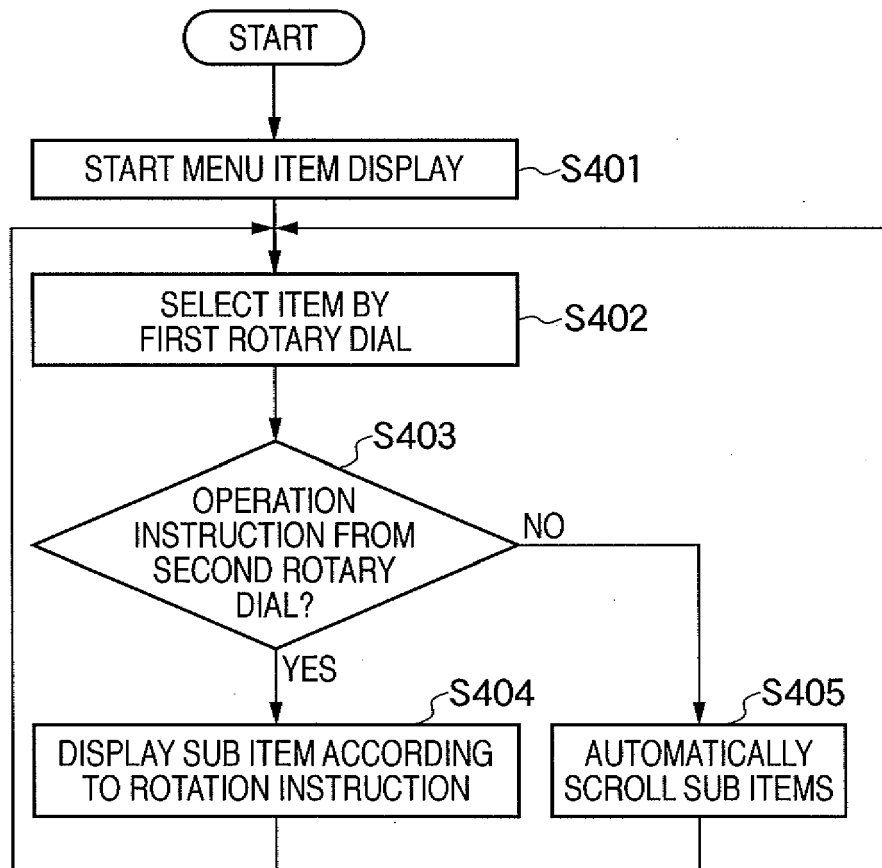 START
START MENU ITEM DISPLAY
S401
SELECT ITEM BY
FIRST ROTARY DIAL
S402
S403
OPERATION
INSTRUCTION FROM
SECOND ROTARY
DIAL?
NO
YES
S404
DISPLAY SUB ITEM ACCORDING
TO ROTATION INSTRUCTION
S405
AUTOMATICALLY
SCROLL SUB ITEMS